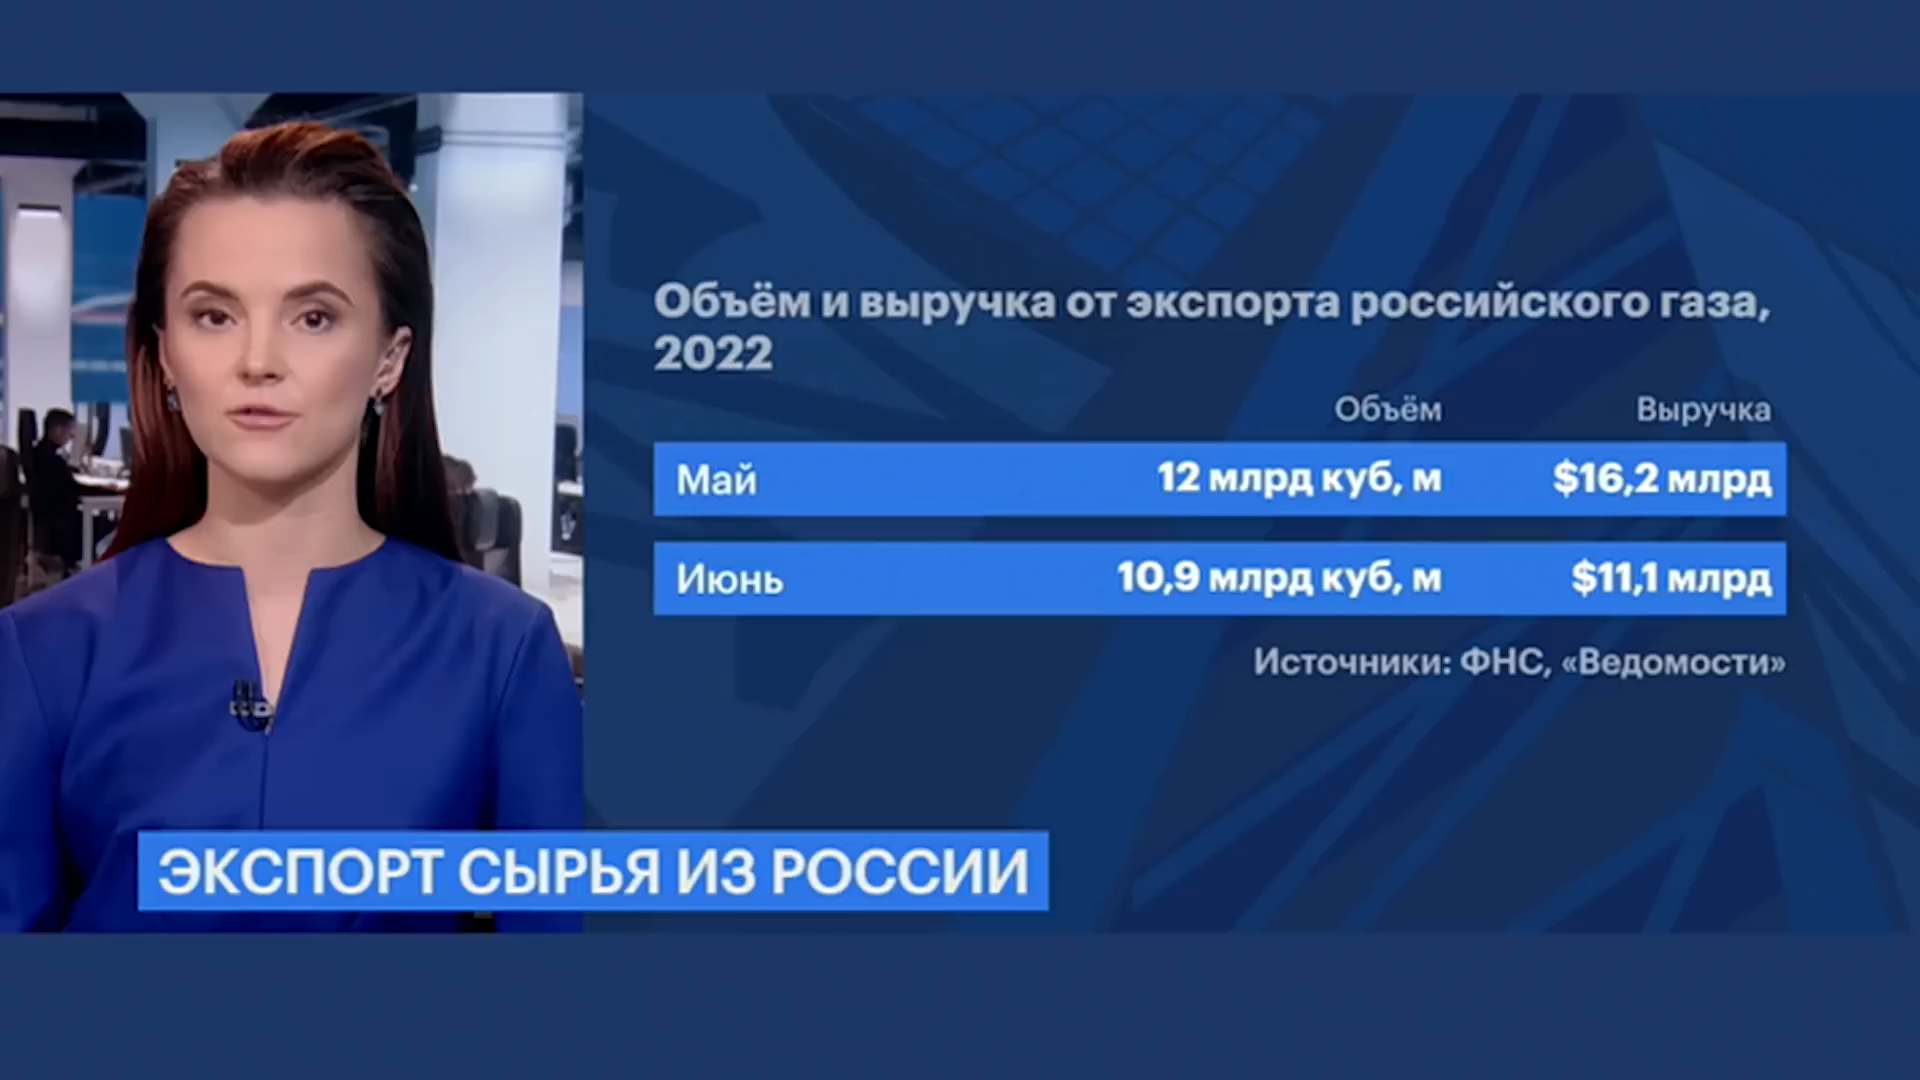 Объём и выручка от экспорта российского газа,
2022
Объём Выручка
Май 12 млрд куб, м $16,2 млрд
Июнь 10,9 млрд куб, м $11,1 млрд
Источники: ФНС, «Ведомости»
ЭКСПОРТ СЫРЬЯ ИЗ РОССИИ